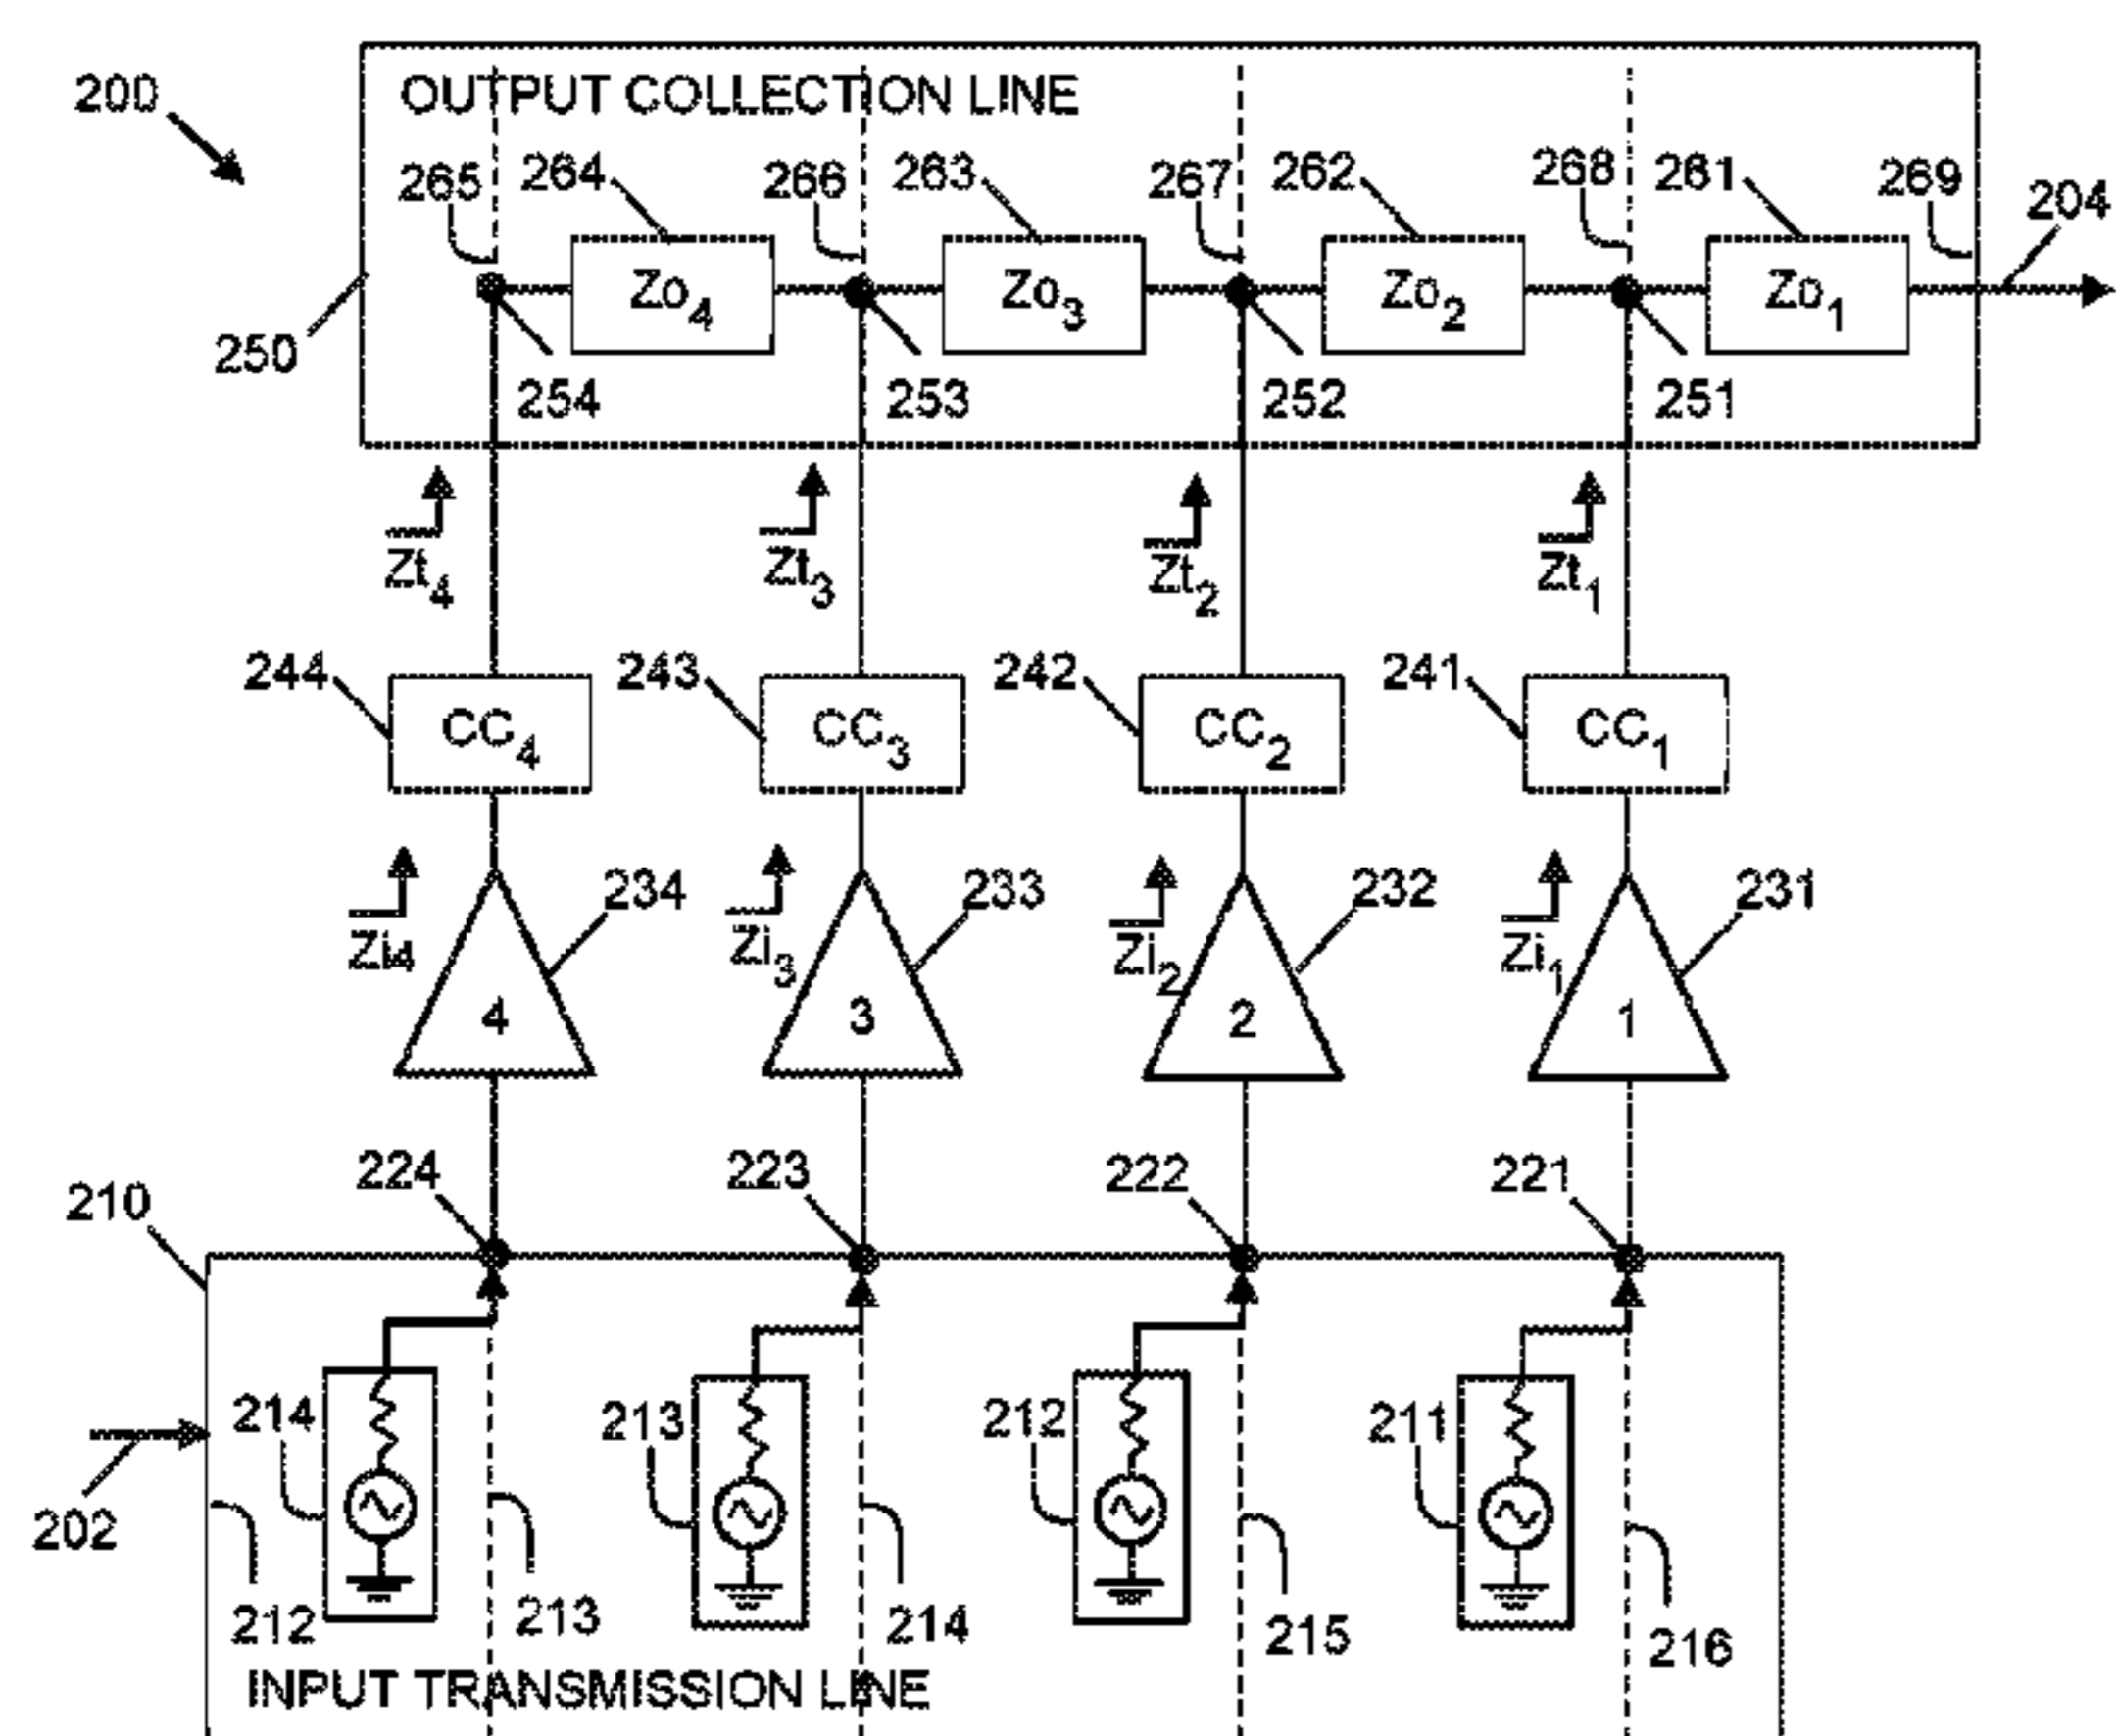 200
OUTPUT COLLECTION LINE
265 264 266 263 267 262 268 261 269 204
Zo4 Zo3 Zo2 Zo1
250
254 253 252 251
Zt4 Zt3 Zt2 Zt1
244 243 242 241
CC4 CC3 CC2 CC1
234 233 232 231
Zi4 Zi3 Zi2 Zi1
4 3 2 1
224 223 222 221
210
214 213 212 211
202
212 213 214 215 216
INPUT TRANSMISSION LINE